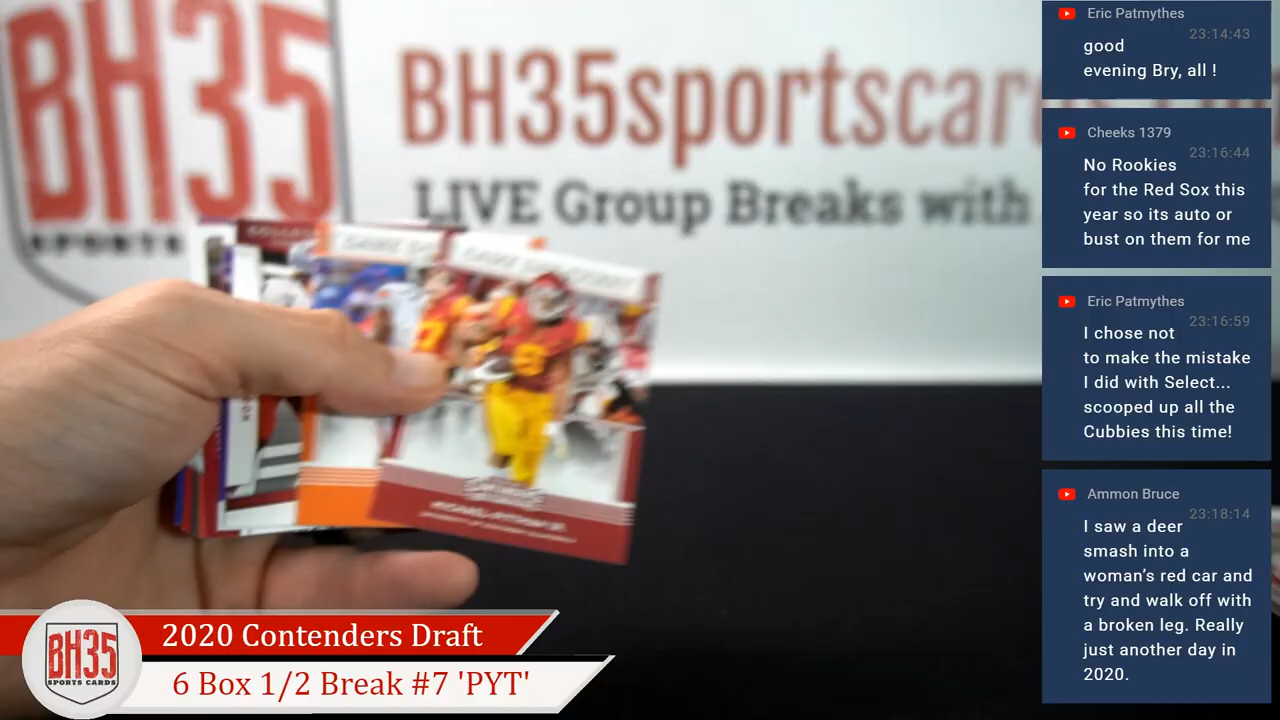 BH35
SPORTS
BH35sportscar
LIVE Group Breaks with
Eric Patmythes
23:14:43
good
evening Bry, all !
Cheeks 1379
23:16:44
No Rookies
for the Red Sox this
year so its auto or
bust on them for me
Eric Patmythes
23:16:59
I chose not
to make the mistake
I did with Select...
scooped up all the
Cubbies this time!
Ammon Bruce
23:18:14
I saw a deer
smash into a
woman's red car and
try and walk off with
a broken leg. Really
just another day in
2020.
BH35
SPORTS CARDS
2020 Contenders Draft
6 Box 1/2 Break #7 'PYT'